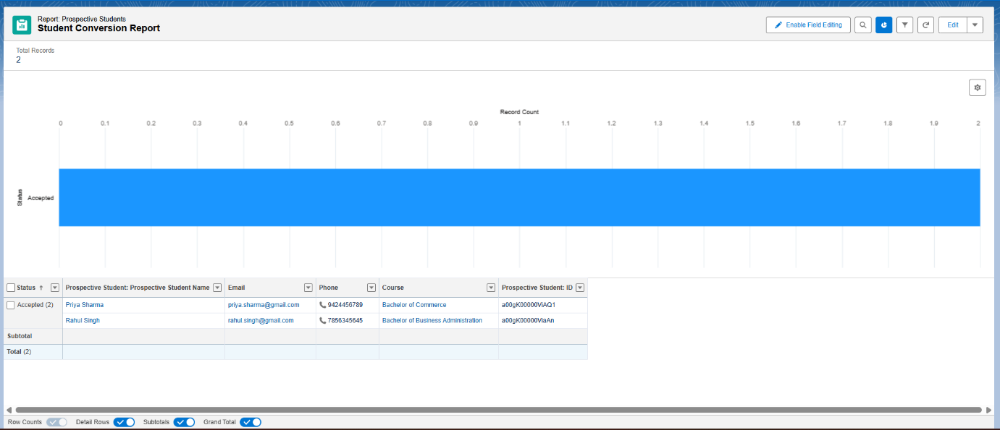 Report: Prospective Students
Student Conversion Report
Enable Field Editing
Edit
Total Records
2
Record Count
0 0.1 0.2 0.3 0.4 0.5 0.6 0.7 0.8 0.9 1 1.1 1.2 1.3 1.4 1.5 1.6 1.7 1.8 1.9 2
Status
Accepted
Status ↑ Prospective Student: Prospective Student Name Email Phone Course Prospective Student: ID
Accepted (2) Priya Sharma priya.sharma@gmail.com 9424456789 Bachelor of Commerce a00gK00000ViAQ1
Rahul Singh rahul.singh@gmail.com 7856345645 Bachelor of Business Administration a00gK00000ViaAn
Subtotal
Total (2)
Row Counts Detail Rows Subtotals Grand Total